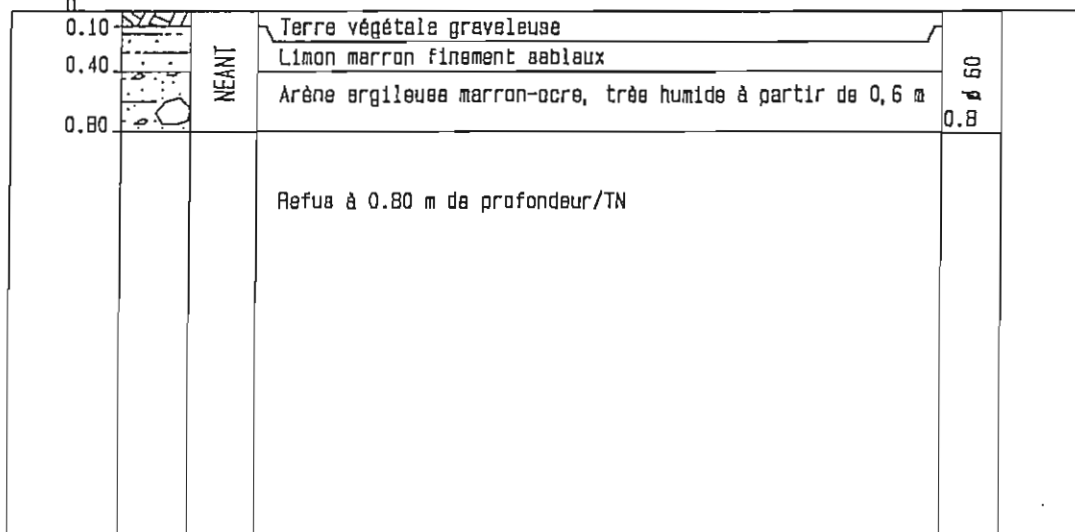 0
0.10
Terre végétale graveleuse
Limon marron finement sableux
0.40
NEANT
Arène argileuse marron-ocre, très humide à partir de 0,6 m
ø 60
0.80
0.8
Refus à 0.80 m de profondeur/TN